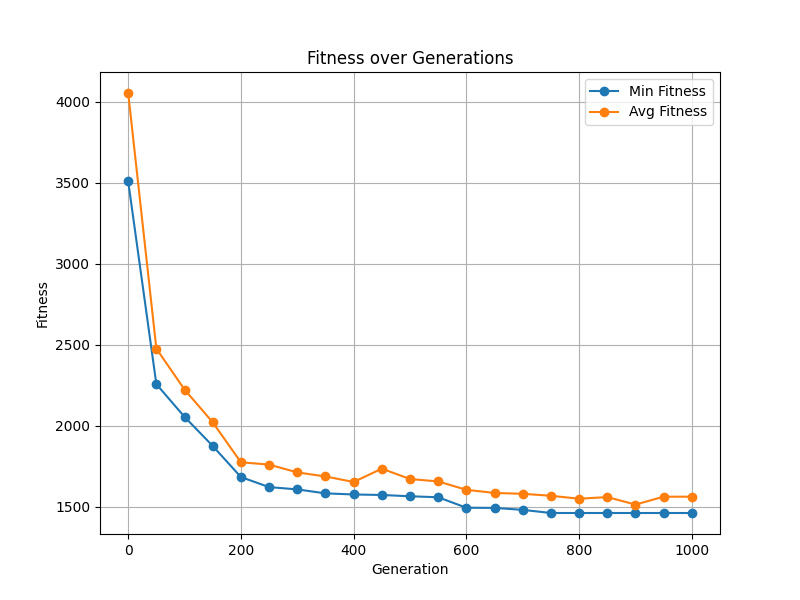 Fitness over Generations
Min Fitness
Avg Fitness
4000
3500
3000
2500
2000
1500
Fitness
0 200 400 600 800 1000
Generation